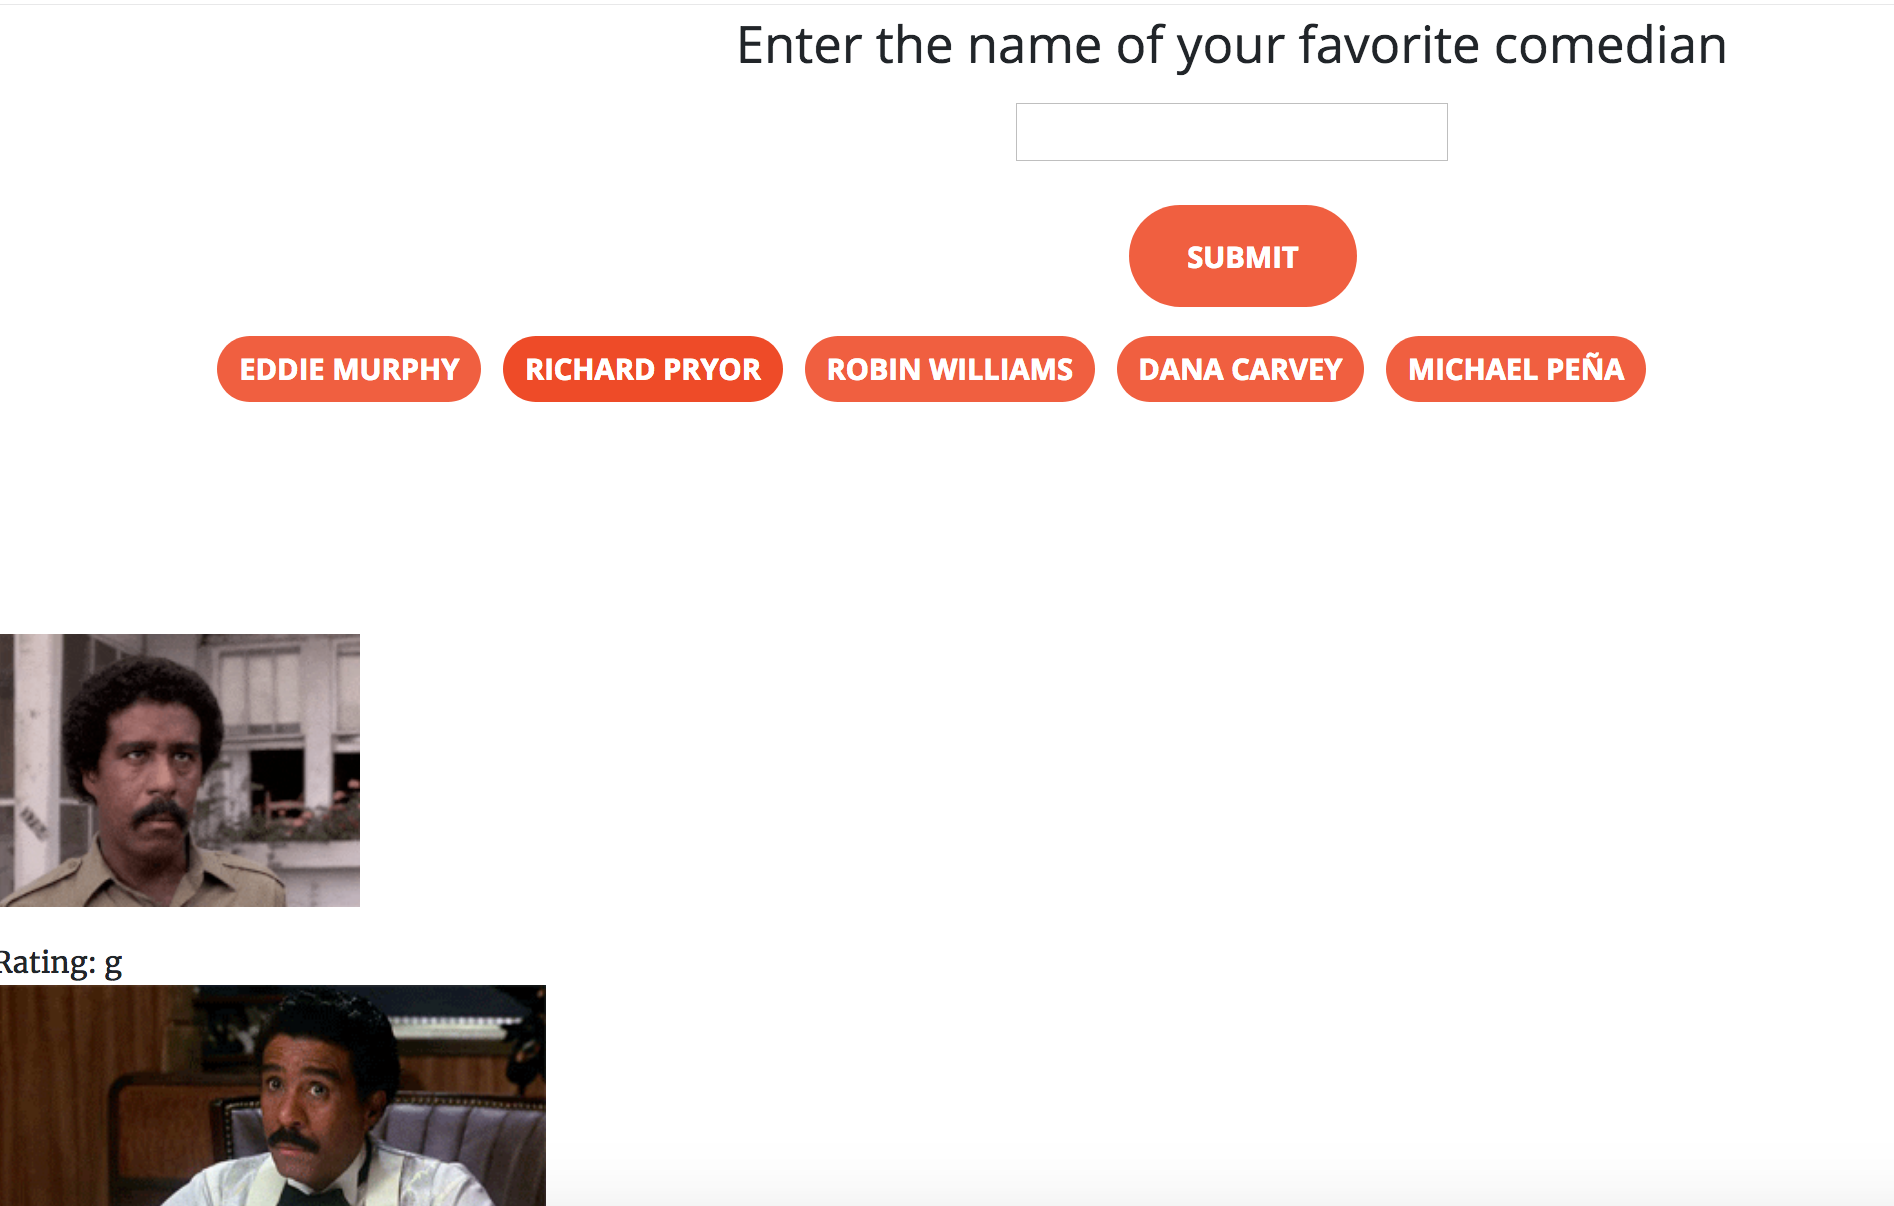 Enter the name of your favorite comedian
SUBMIT
EDDIE MURPHY RICHARD PRYOR ROBIN WILLIAMS DANA CARVEY MICHAEL PEÑA
Rating: g